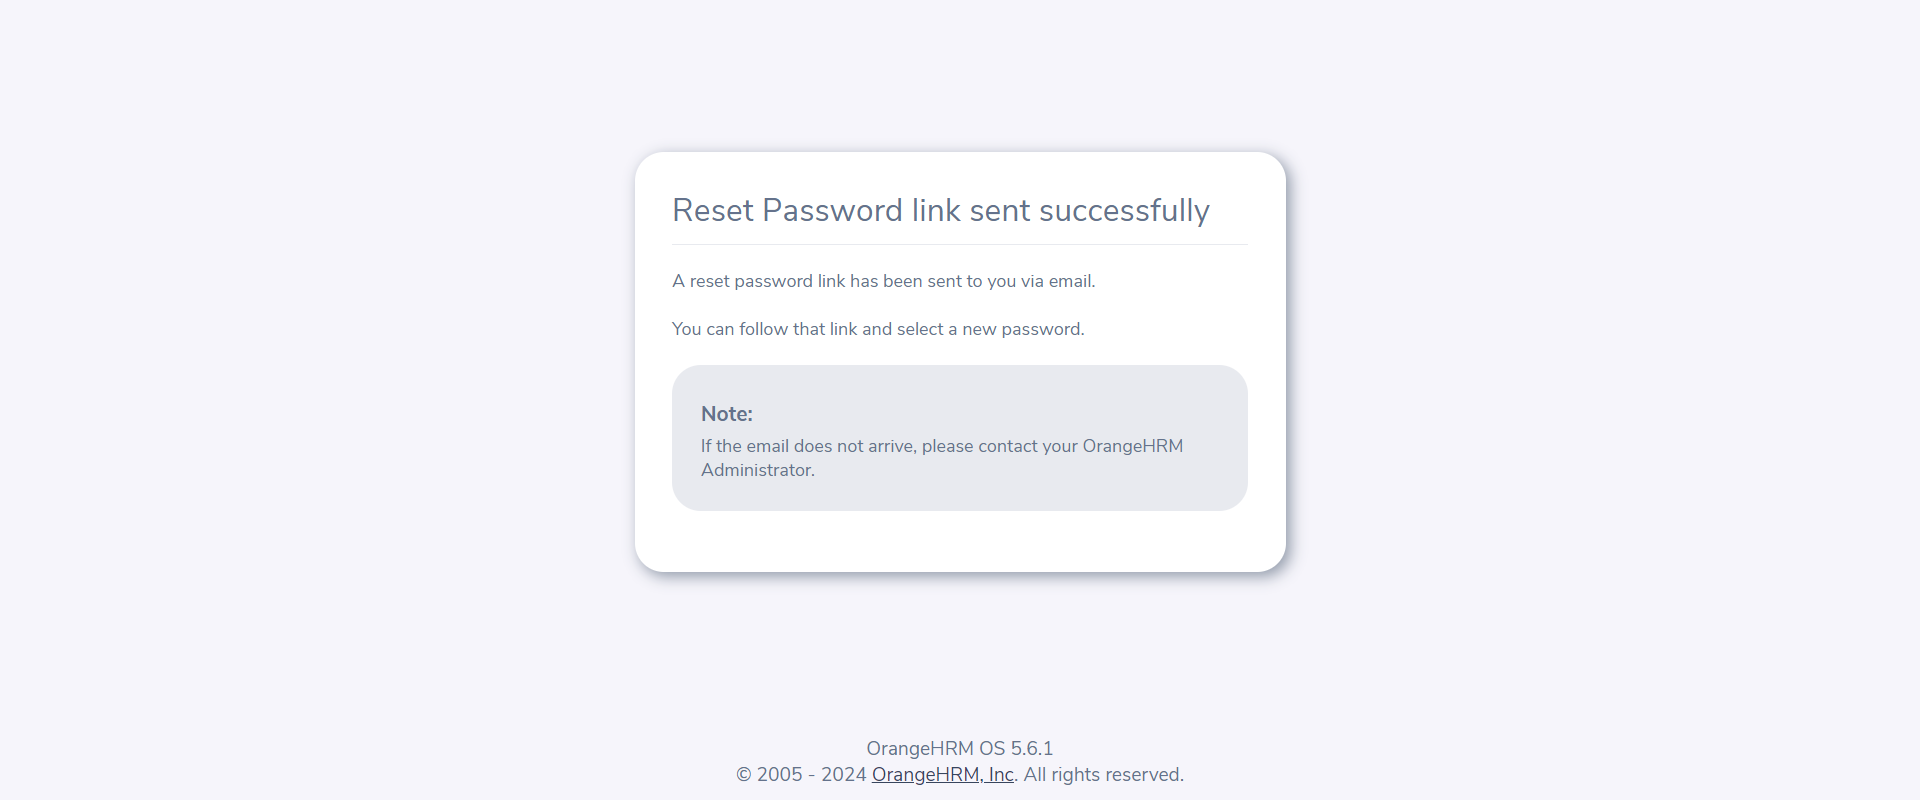 Reset Password link sent successfully
A reset password link has been sent to you via email.
You can follow that link and select a new password.
Note:
If the email does not arrive, please contact your OrangeHRM
Administrator.
OrangeHRM OS 5.6.1
© 2005 - 2024 OrangeHRM, Inc. All rights reserved.